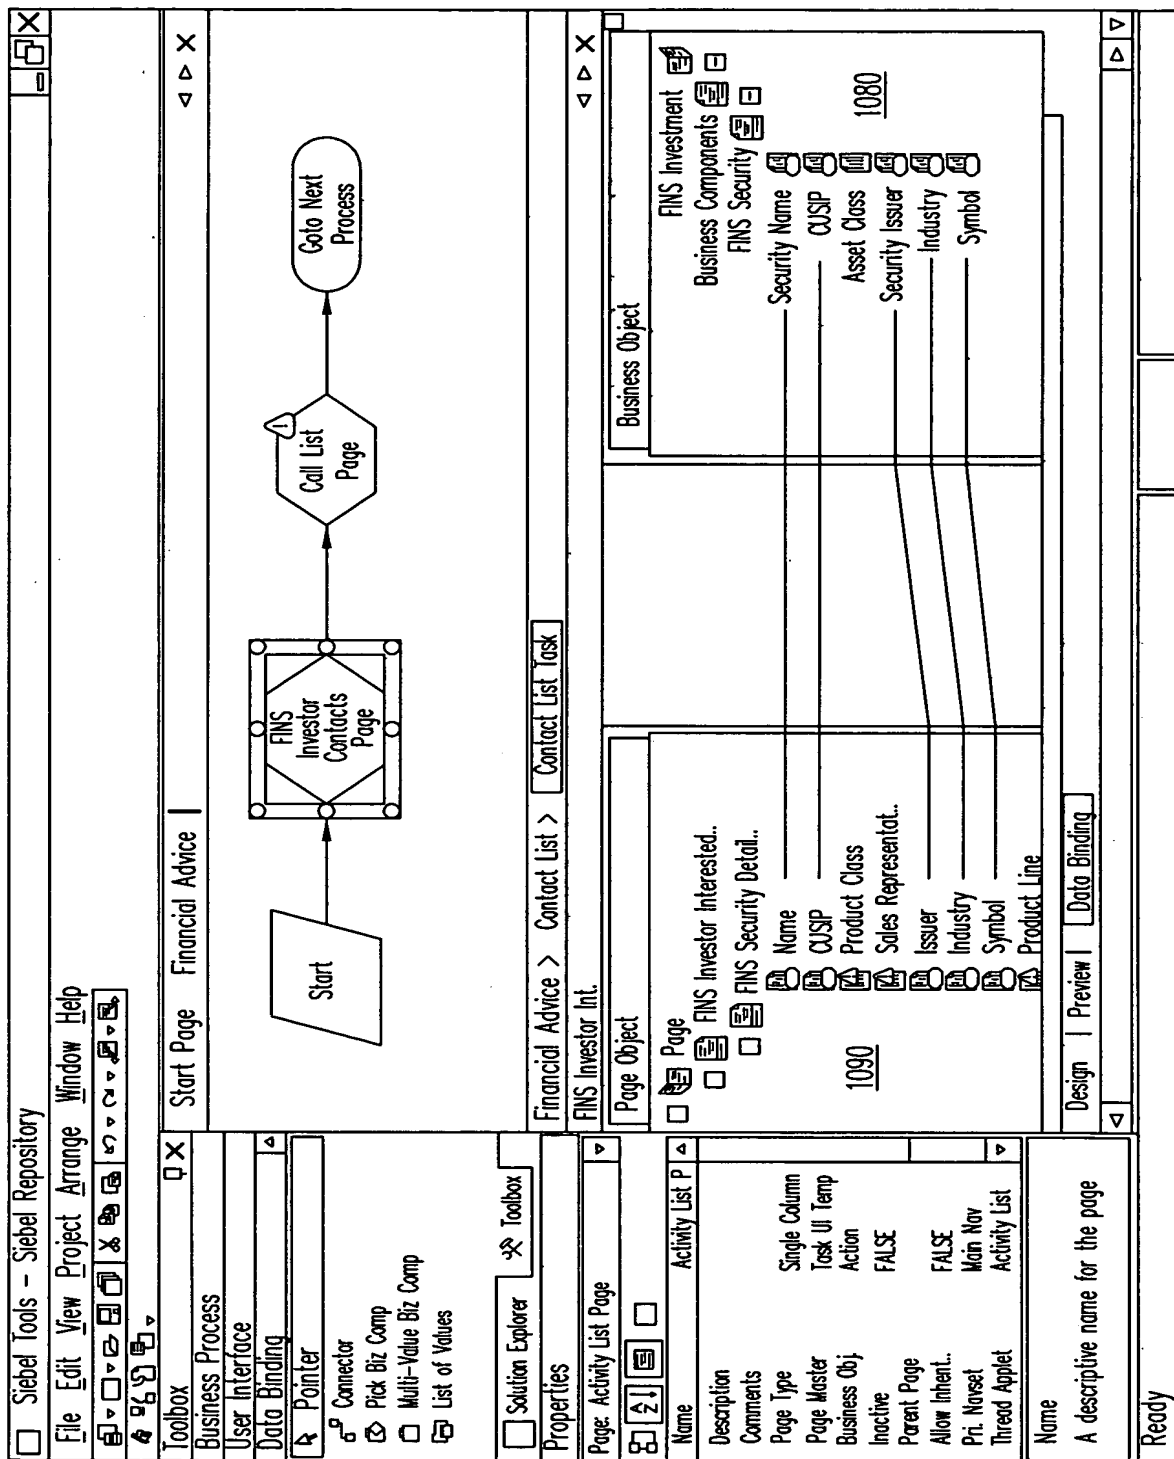 Siebel Tools – Siebel Repository
File Edit View Project Arrange Window Help
Toolbox
Business Process
User Interface
Data Binding
Pointer
Connector
Pick Biz Comp
Multi-Value Biz Comp
List of Values
Solution Explorer
Toolbox
Properties
Page: Activity List Page
Name Activity List P
Description
Comments
Page Type Single Column
Page Master Task UI Temp
Business Obj. Action
Inactive FALSE
Parent Page
Allow Inhent.. FALSE
Pri. Navset Main Nav
Thread Applet Activity List
Name
A descriptive name for the page
Ready
Start Page Financial Advice
Start
FINS
Investor
Contacts
Page
Call List
Page
Goto Next
Process
Financial Advice > Contact List > Contact List Task
FINS Investor Int.
Page Object
Page
FINS Investor Interested..
FINS Security Detail..
Name
CUSIP
Product Class
Sales Representat..
Issuer
Industry
Symbol
Product Line
1090
Business Object
FINS Investment
Business Components
FINS Security
Security Name
CUSIP
Asset Class
Security Issuer
Industry
Symbol
1080
Design | Preview | Data Binding